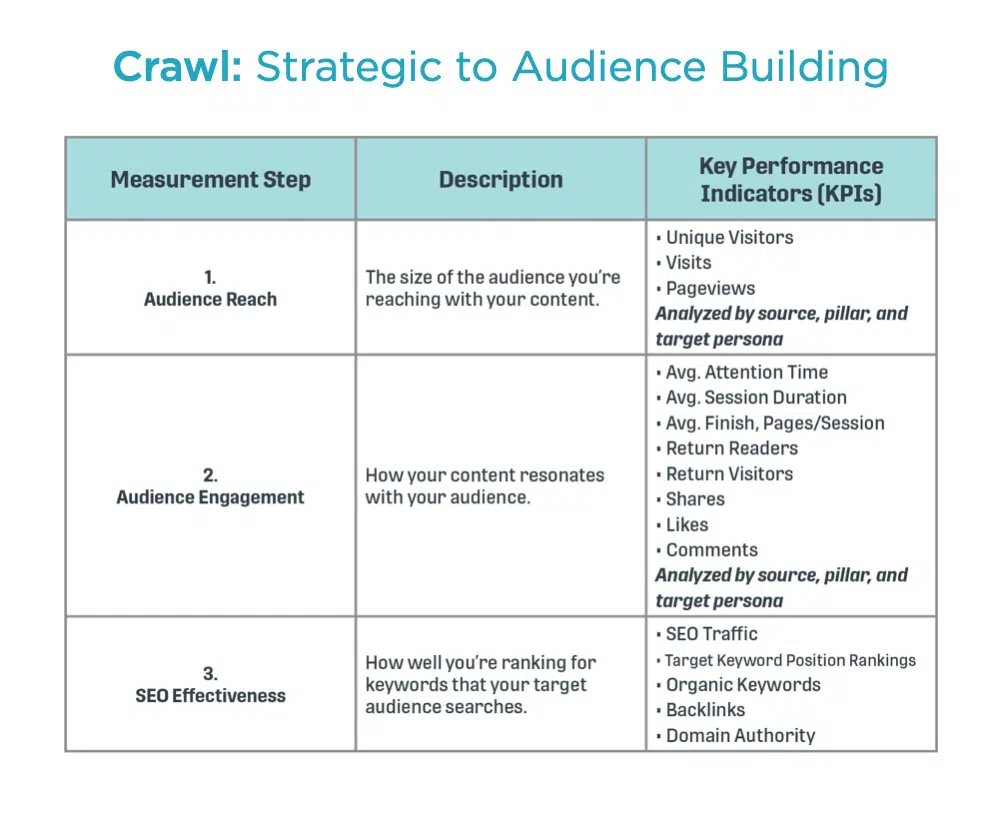 Crawl: Strategic to Audience Building
Measurement Step
Description
Key Performance
Indicators (KPIs)
1.
Audience Reach
The size of the audience you're
reaching with your content.
• Unique Visitors
• Visits
• Pageviews
Analyzed by source, pillar, and
target persona
2.
Audience Engagement
How your content resonates
with your audience.
• Avg. Attention Time
• Avg. Session Duration
• Avg. Finish, Pages/Session
• Return Readers
• Return Visitors
• Shares
• Likes
• Comments
Analyzed by source, pillar, and
target persona
3.
SEO Effectiveness
How well you're ranking for
keywords that your target
audience searches.
• SEO Traffic
• Target Keyword Position Rankings
• Organic Keywords
• Backlinks
• Domain Authority